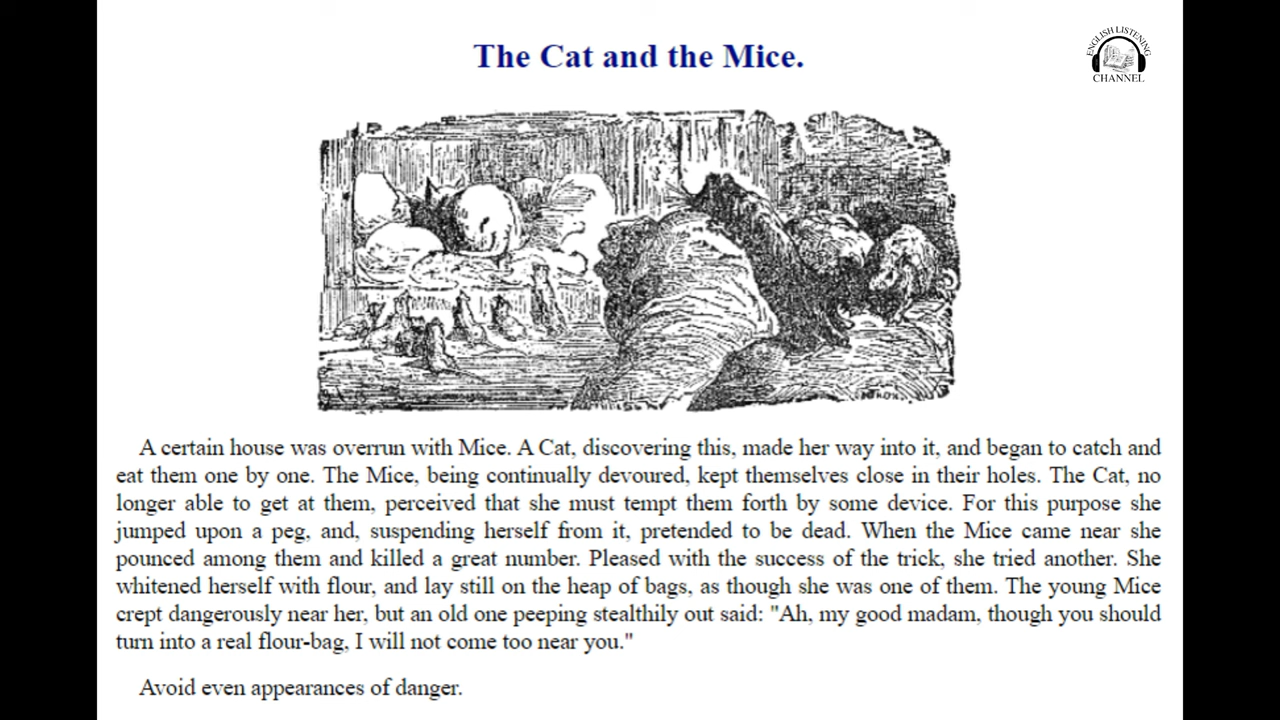 The Cat and the Mice.
ENGLISH LISTENING
CHANNEL
A certain house was overrun with Mice. A Cat, discovering this, made her way into it, and began to catch and
eat them one by one. The Mice, being continually devoured, kept themselves close in their holes. The Cat, no
longer able to get at them, perceived that she must tempt them forth by some device. For this purpose she
jumped upon a peg, and, suspending herself from it, pretended to be dead. When the Mice came near she
pounced among them and killed a great number. Pleased with the success of the trick, she tried another. She
whitened herself with flour, and lay still on the heap of bags, as though she was one of them. The young Mice
crept dangerously near her, but an old one peeping stealthily out said: "Ah, my good madam, though you should
turn into a real flour-bag, I will not come too near you."
Avoid even appearances of danger.